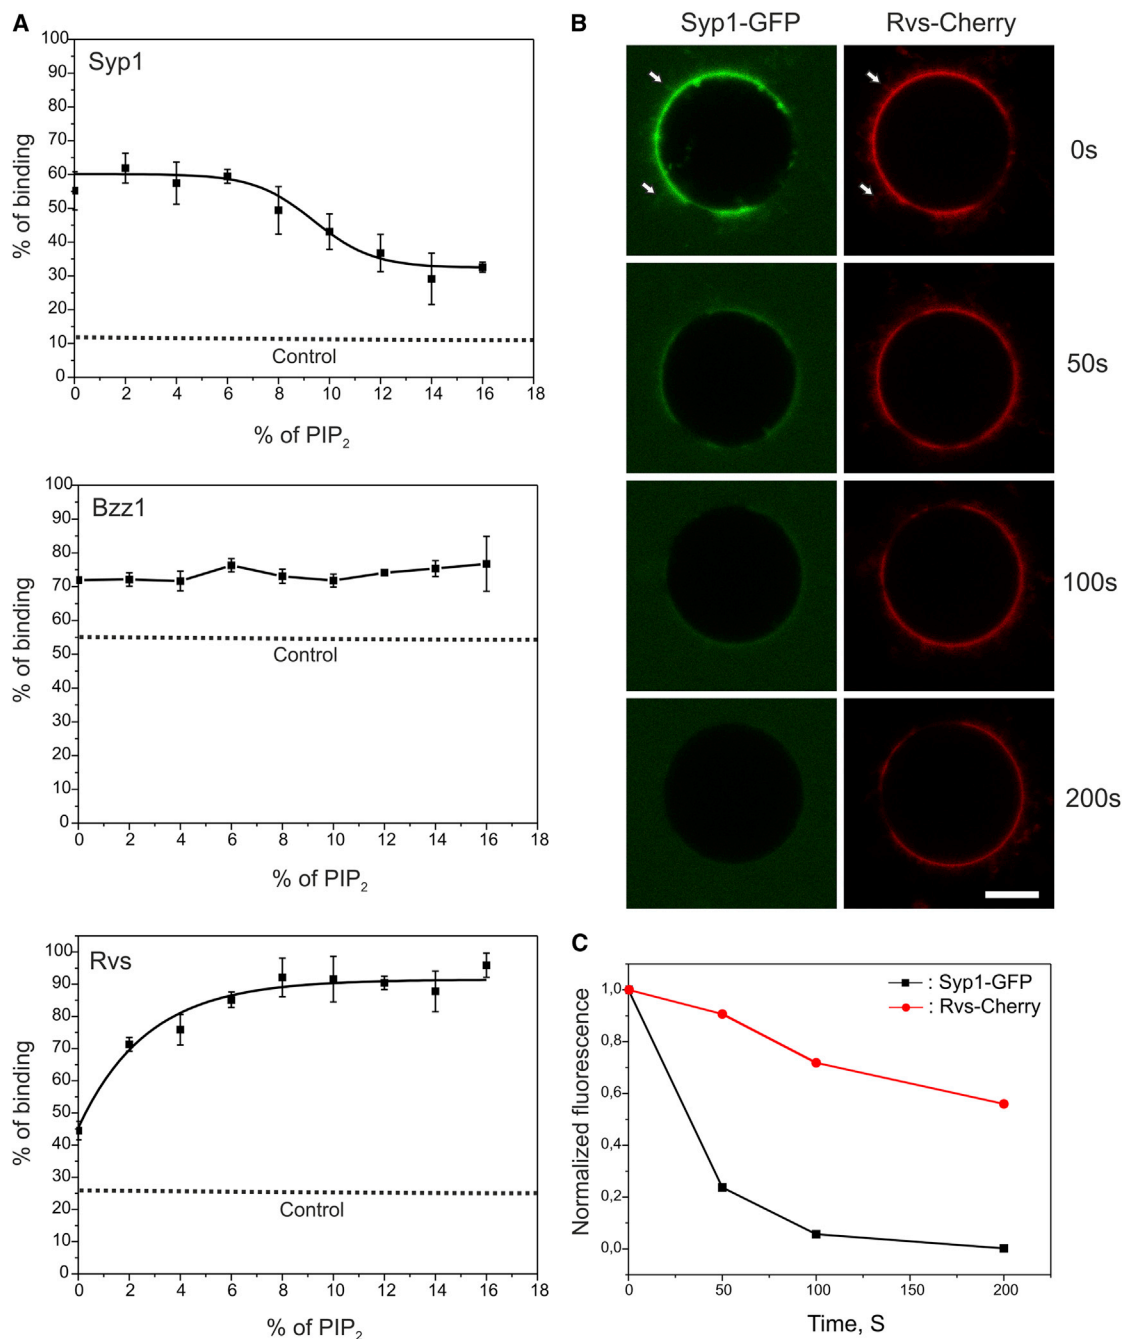 A
Syp1
% of binding
100
90
80
70
60
50
40
30
20
10
0
Control
0 2 4 6 8 10 12 14 16 18
% of PIP₂
Bzz1
% of binding
100
90
80
70
60
50
40
30
20
10
0
Control
0 2 4 6 8 10 12 14 16 18
% of PIP₂
Rvs
% of binding
100
90
80
70
60
50
40
30
20
10
0
Control
0 2 4 6 8 10 12 14 16 18
% of PIP₂
B
Syp1-GFP Rvs-Cherry
0s
50s
100s
200s
C
: Syp1-GFP
: Rvs-Cherry
Normalized fluorescence
1,0
0,8
0,6
0,4
0,2
0,0
0 50 100 150 200
Time, S